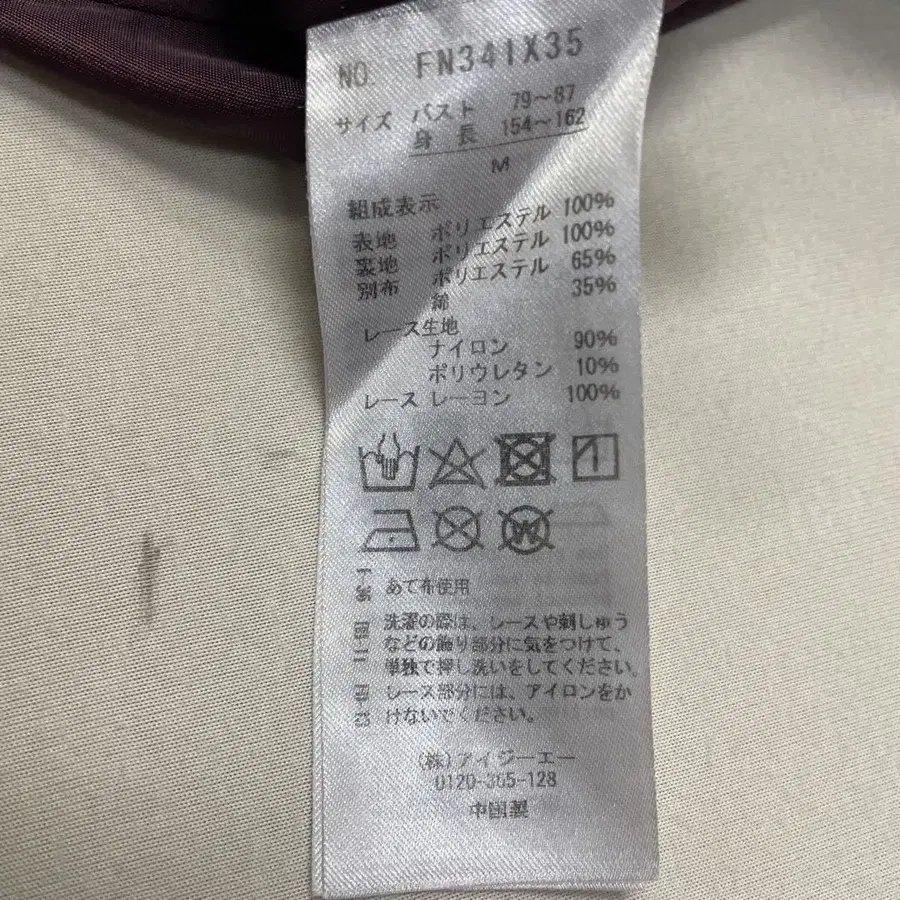 NO. FN341X35
サイズ バスト 79～87
身長 154～162
M
組成表示
表地 ポリエステル 100%
裏地 ポリエステル 100%
別布 ポリエステル 65%
綿 35%
レース生地
ナイロン 90%
ポリウレタン 10%
レース レーヨン 100%
W
あて布使用
洗濯の際は、レースや刺しゅう
などの飾り部分に気をつけて、
単独で押し洗いをしてください。
レース部分には、アイロンをか
けないでください。
(株)アイジーエー
0120-365-128
中国製